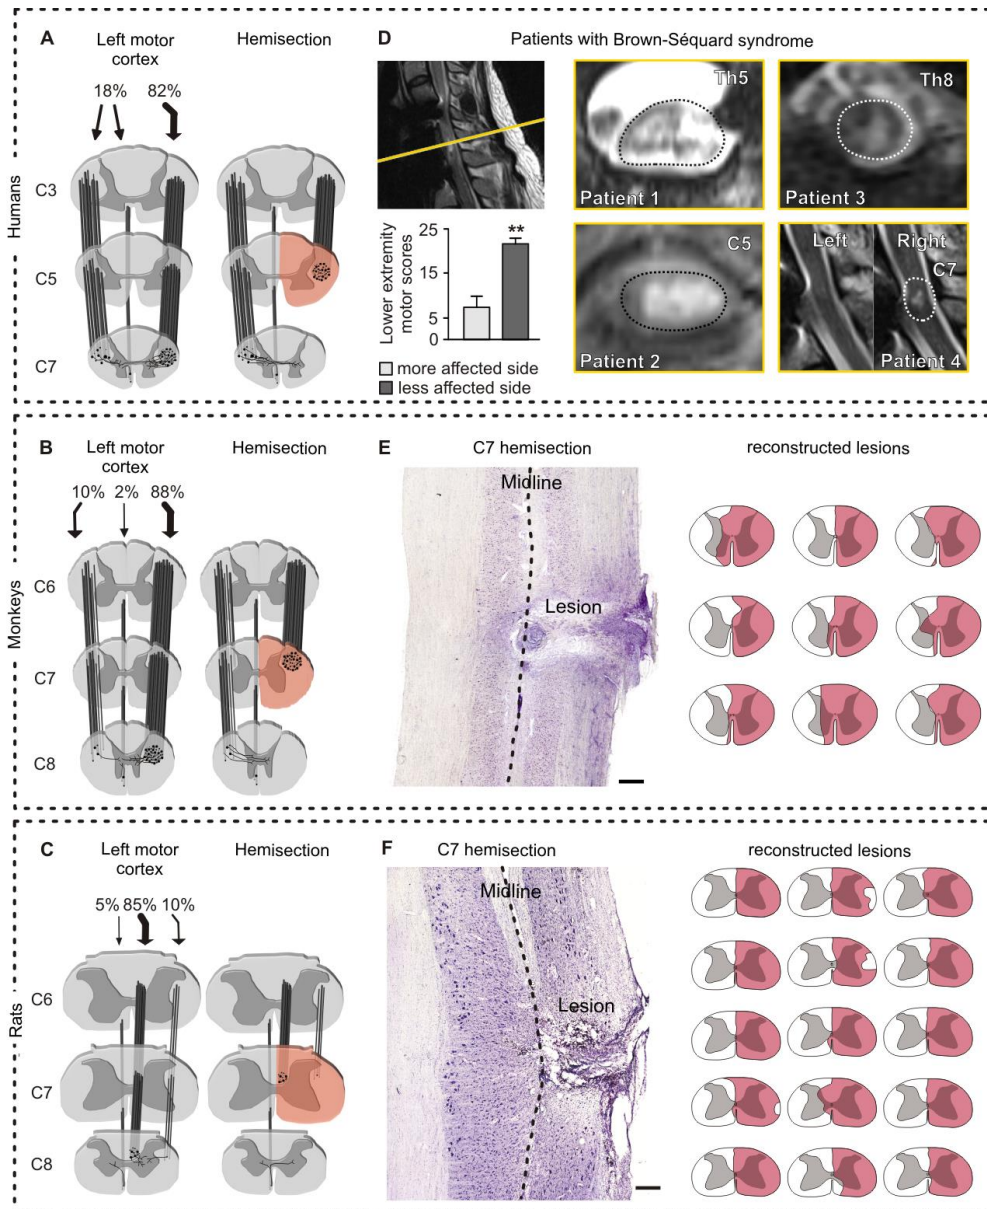 Humans
A
Left motor
cortex
Hemisection
18%
82%
C3
C5
C7
D
Patients with Brown-Séquard syndrome
Lower extremity
motor scores
25
15
5
0
**
more affected side
less affected side
Th5
Patient 1
Th8
Patient 3
C5
Patient 2
Left
Right
C7
Patient 4
Monkeys
B
Left motor
cortex
Hemisection
10%
2%
88%
C6
C7
C8
E
C7 hemisection
reconstructed lesions
Midline
Lesion
Rats
C
Left motor
cortex
Hemisection
5%
85%
10%
C6
C7
C8
F
C7 hemisection
reconstructed lesions
Midline
Lesion